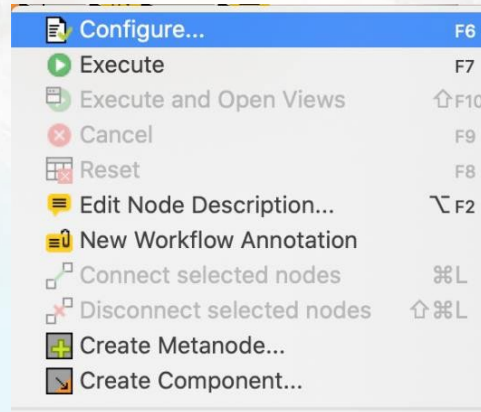 Configure... F6
Execute F7
Execute and Open Views ⇧F10
Cancel F9
Reset F8
Edit Node Description... ⌥F2
New Workflow Annotation
Connect selected nodes ⌘L
Disconnect selected nodes ⇧⌘L
Create Metanode...
Create Component...